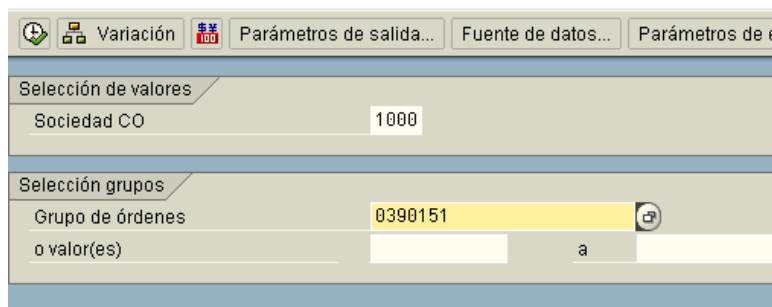 Variación Parámetros de salida... Fuente de datos... Parámetros de
Selección de valores
Sociedad CO 1000
Selección grupos
Grupo de órdenes 0390151
o valor(es) a